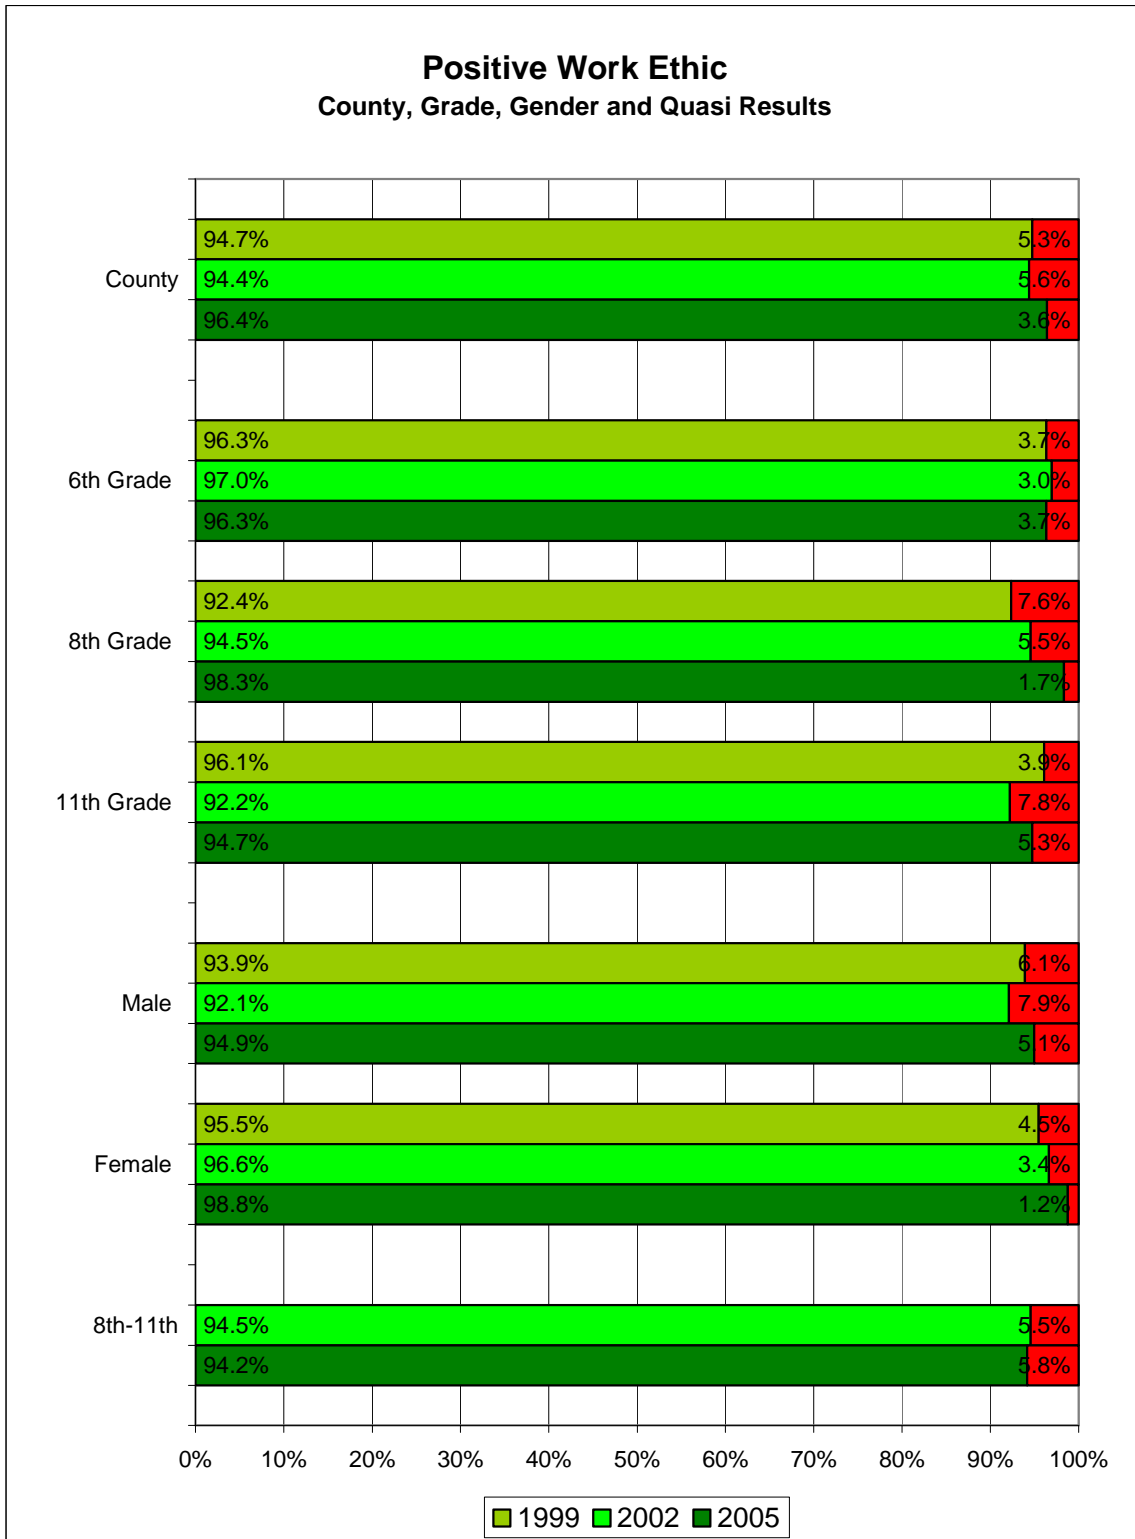 Positive Work Ethic
County, Grade, Gender and Quasi Results
94.7% 5.3%
County 94.4% 5.6%
96.4% 3.6%
96.3% 3.7%
6th Grade 97.0% 3.0%
96.3% 3.7%
92.4% 7.6%
8th Grade 94.5% 5.5%
98.3% 1.7%
96.1% 3.9%
11th Grade 92.2% 7.8%
94.7% 5.3%
93.9% 6.1%
Male 92.1% 7.9%
94.9% 5.1%
95.5% 4.5%
Female 96.6% 3.4%
98.8% 1.2%
8th-11th 94.5% 5.5%
94.2% 5.8%
0% 10% 20% 30% 40% 50% 60% 70% 80% 90% 100%
1999 2002 2005